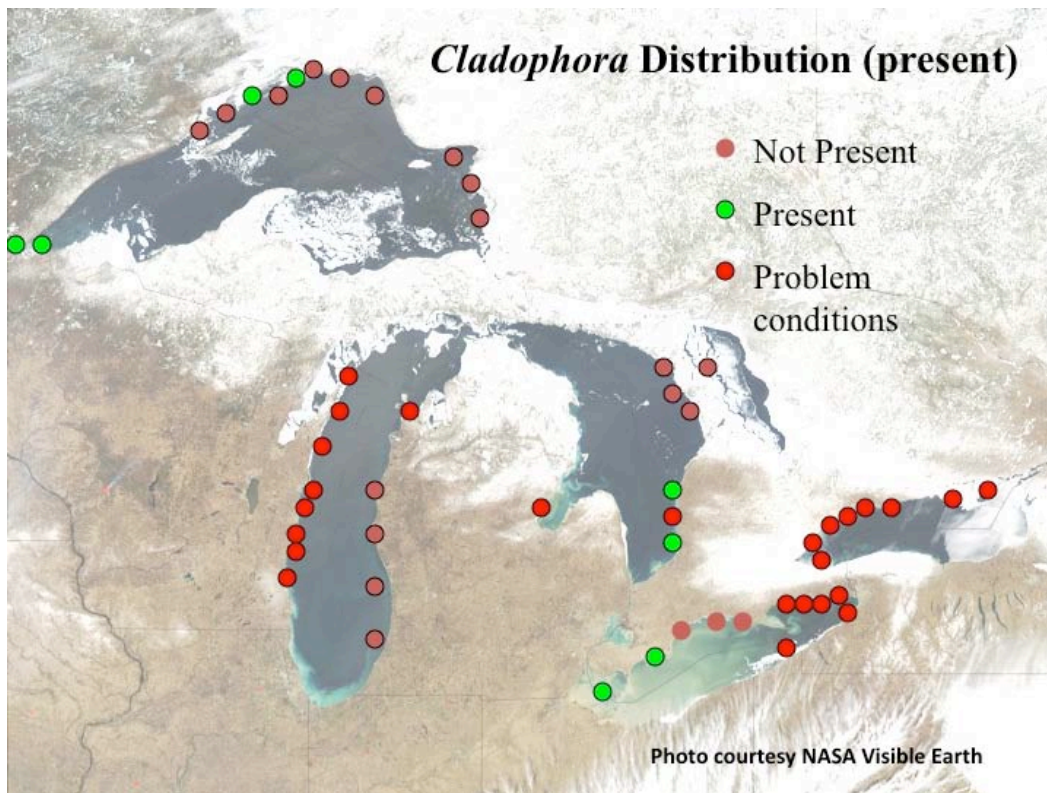 Cladophora Distribution (present)
Not Present
Present
Problem
conditions
Photo courtesy NASA Visible Earth